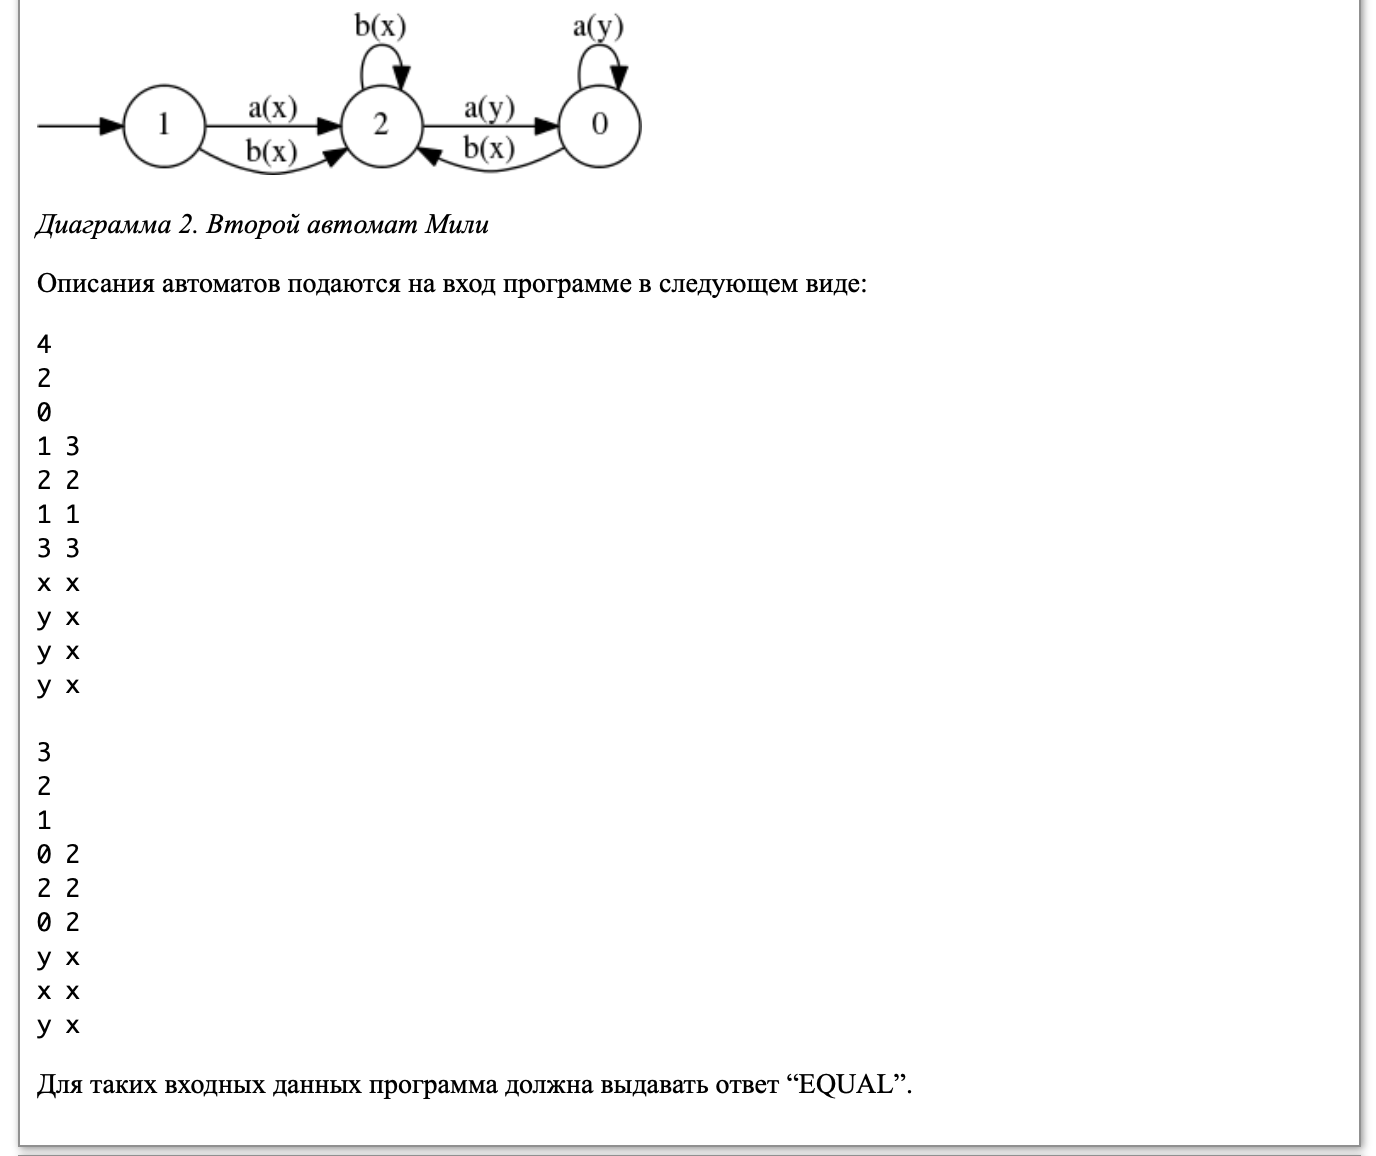 b(x) a(y)
a(x) a(y)
1 2 0
b(x) b(x)
Диаграмма 2. Второй автомат Мили
Описания автоматов подаются на вход программе в следующем виде:
4
2
0
1 3
2 2
1 1
3 3
x x
y x
y x
y x
3
2
1
0 2
2 2
0 2
y x
x x
y x
Для таких входных данных программа должна выдавать ответ “EQUAL”.